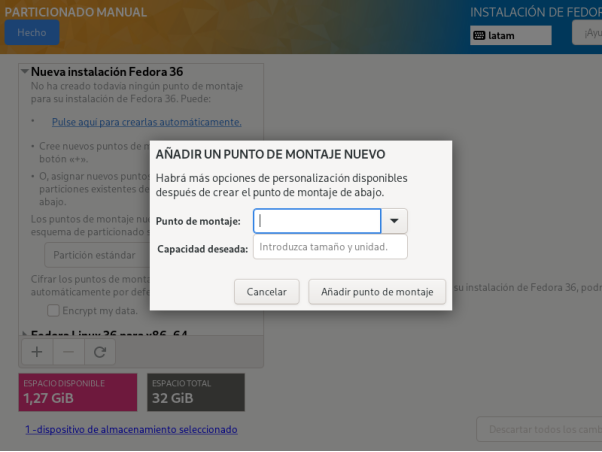 PARTICIONADO MANUAL
INSTALACIÓN DE FEDOR
Hecho
latam
¡Ayu
Nueva instalación Fedora 36
No ha creado todavía ningún punto de montaje
para su instalación de Fedora 36. Puede:
• Pulse aquí para crearlas automáticamente.
• Cree nuevos puntos de m
botón «+».
• O, asignar nuevos puntos
particiones existentes de
abajo.
Los puntos de montaje nu
esquema de particionado s
Partición estándar
Cifrar los puntos de monta
automáticamente por defe
Encrypt my data.
Fedora Linux 36 para x86_64
AÑADIR UN PUNTO DE MONTAJE NUEVO
Habrá más opciones de personalización disponibles
después de crear el punto de montaje de abajo.
Punto de montaje:
Capacidad deseada: Introduzca tamaño y unidad.
Cancelar
Añadir punto de montaje
su instalación de Fedora 36, podr
+ −
ESPACIO DISPONIBLE
1,27 GiB
ESPACIO TOTAL
32 GiB
1 -dispositivo de almacenamiento seleccionado
Descartar todos los camb